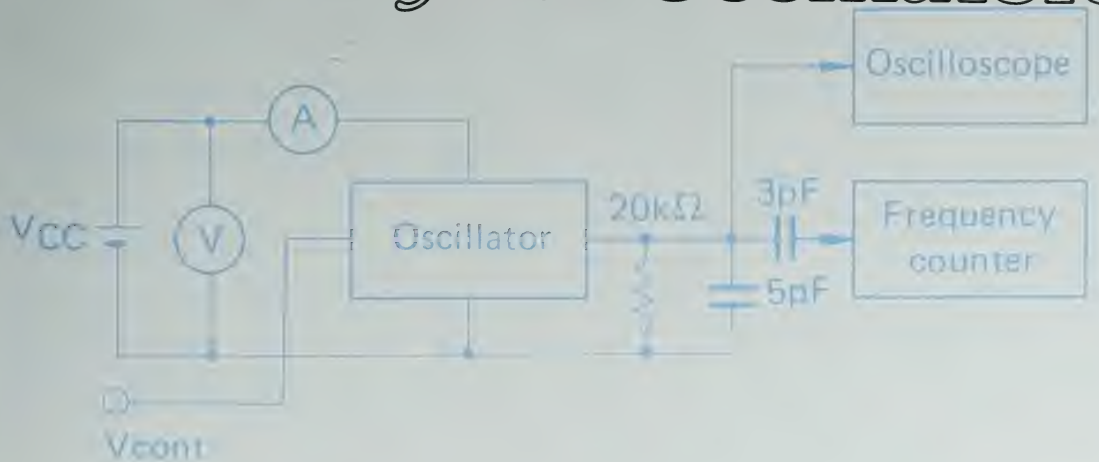 Oscilloscope
A
20kΩ
3pF
VCC
V
Oscillator
Frequency
counter
5pF
Vcont